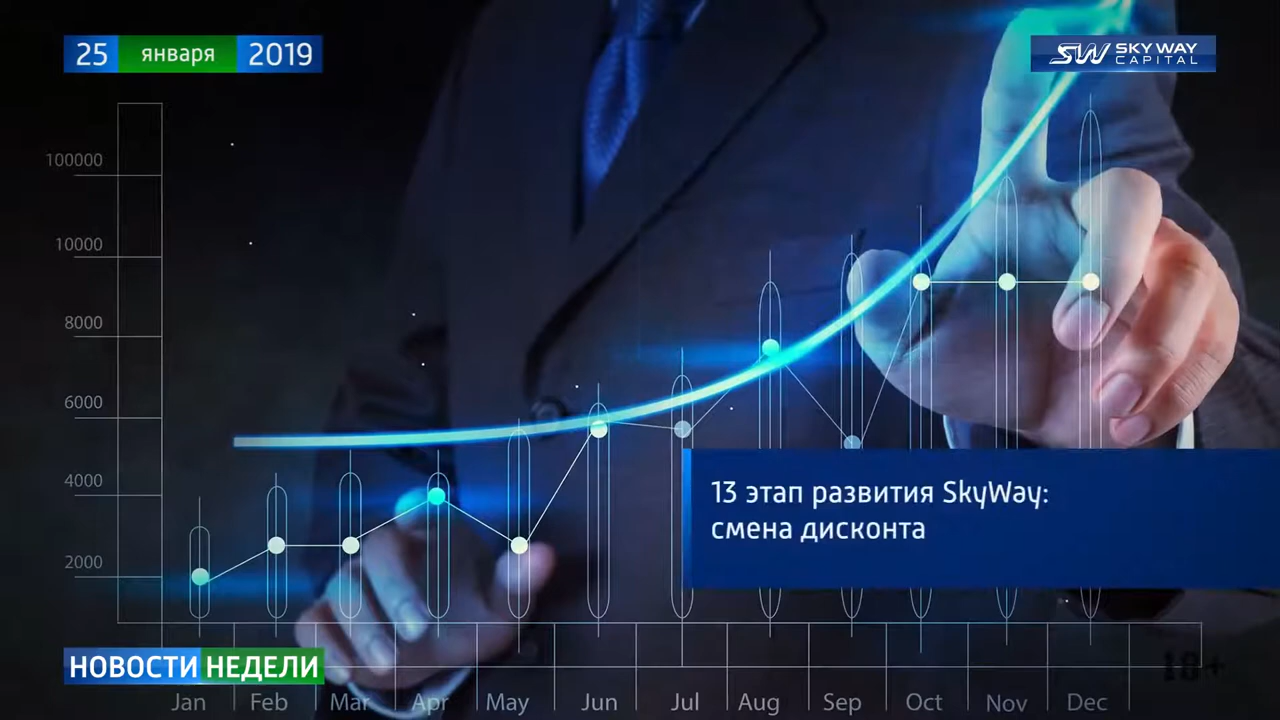 25 января 2019
SW SKY WAY
CAPITAL
100000
10000
8000
6000
4000
2000
13 этап развития SkyWay:
смена дисконта
НОВОСТИ НЕДЕЛИ
18+
Jan Feb Mar Apr May Jun Jul Aug Sep Oct Nov Dec